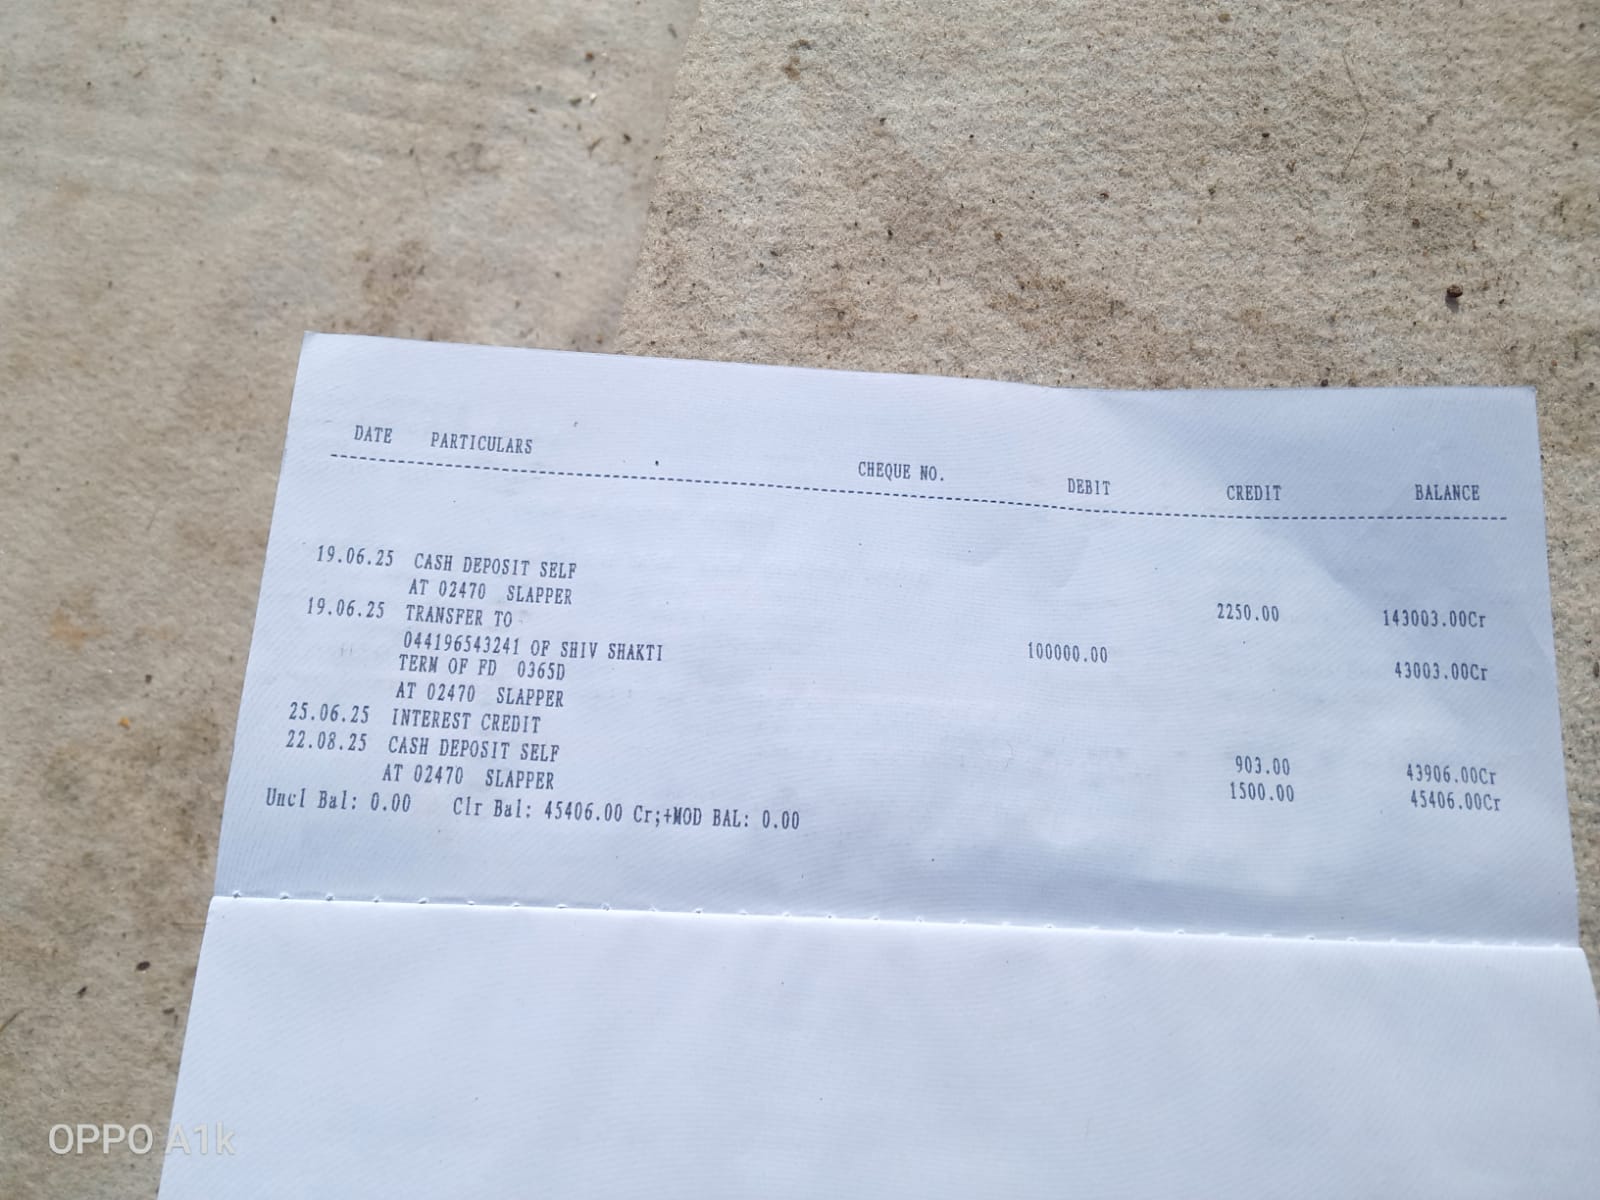 DATE PARTICULARS CHEQUE NO. DEBIT CREDIT BALANCE
19.06.25 CASH DEPOSIT SELF
AT 02470 SLAPPER 2250.00 143003.00Cr
19.06.25 TRANSFER TO
044196543241 OF SHIV SHAKTI 100000.00 43003.00Cr
TERM OF FD 0365D
AT 02470 SLAPPER
25.06.25 INTEREST CREDIT 903.00 43906.00Cr
22.08.25 CASH DEPOSIT SELF 1500.00 45406.00Cr
AT 02470 SLAPPER
Uncl Bal: 0.00 Clr Bal: 45406.00 Cr;+MOD BAL: 0.00
OPPO A1k